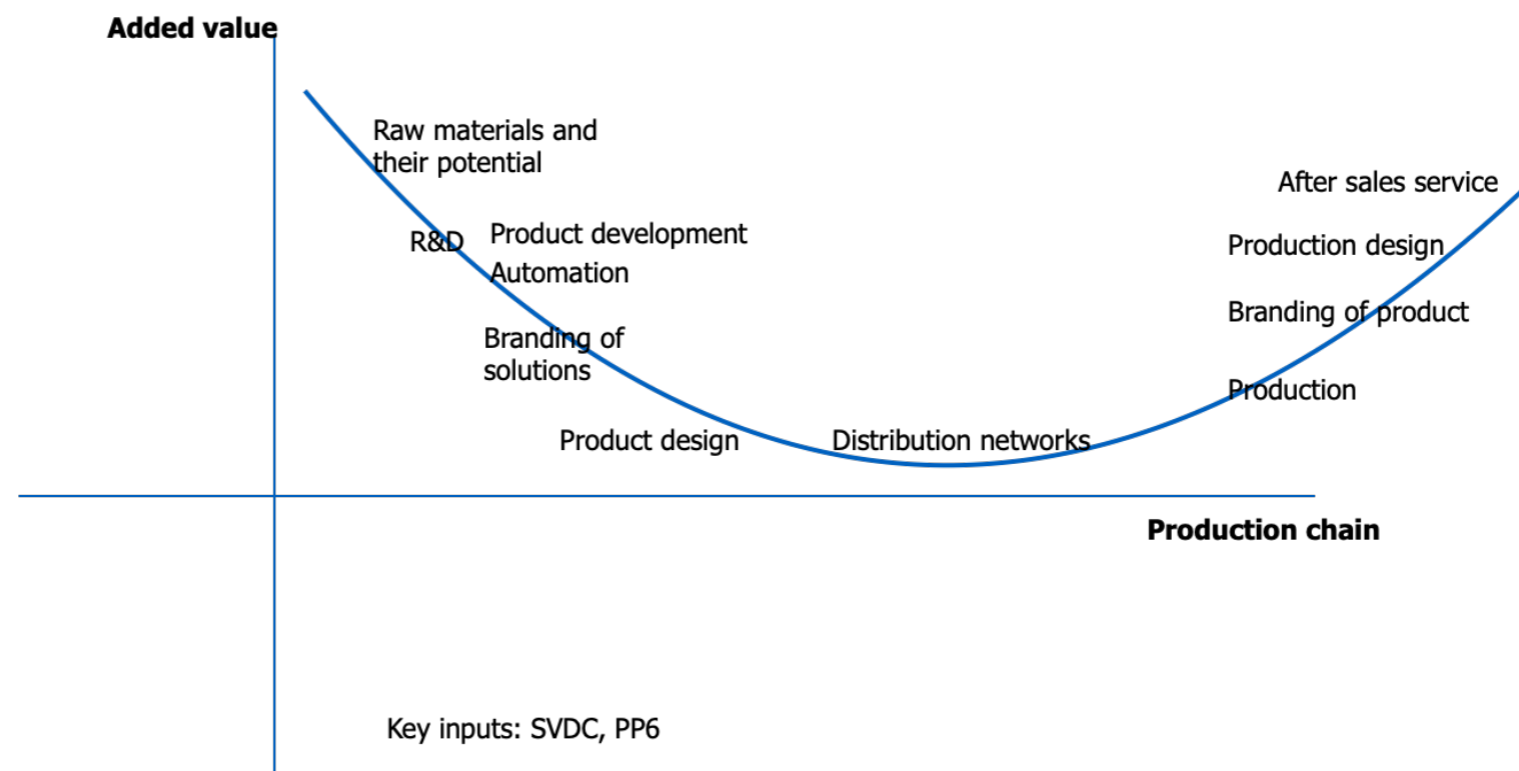 Added value
Raw materials and
their potential
After sales service
R&D
Product development
Production design
Automation
Branding of product
Branding of
solutions
Production
Product design
Distribution networks
Production chain
Key inputs: SVDC, PP6